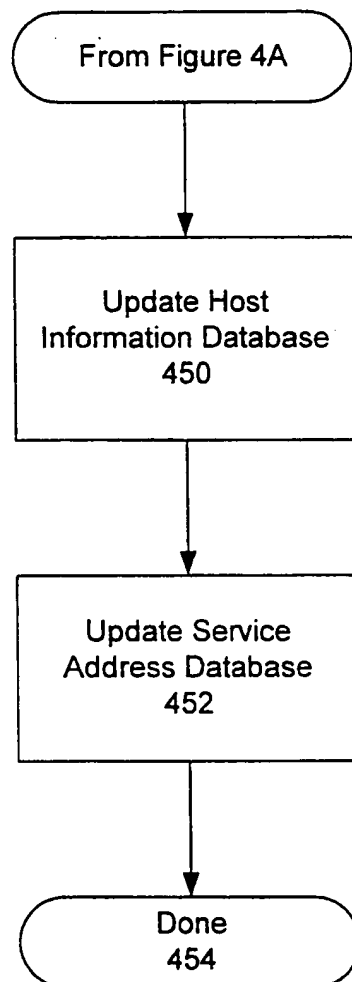 From Figure 4A
Update Host
Information Database
450
Update Service
Address Database
452
Done
454